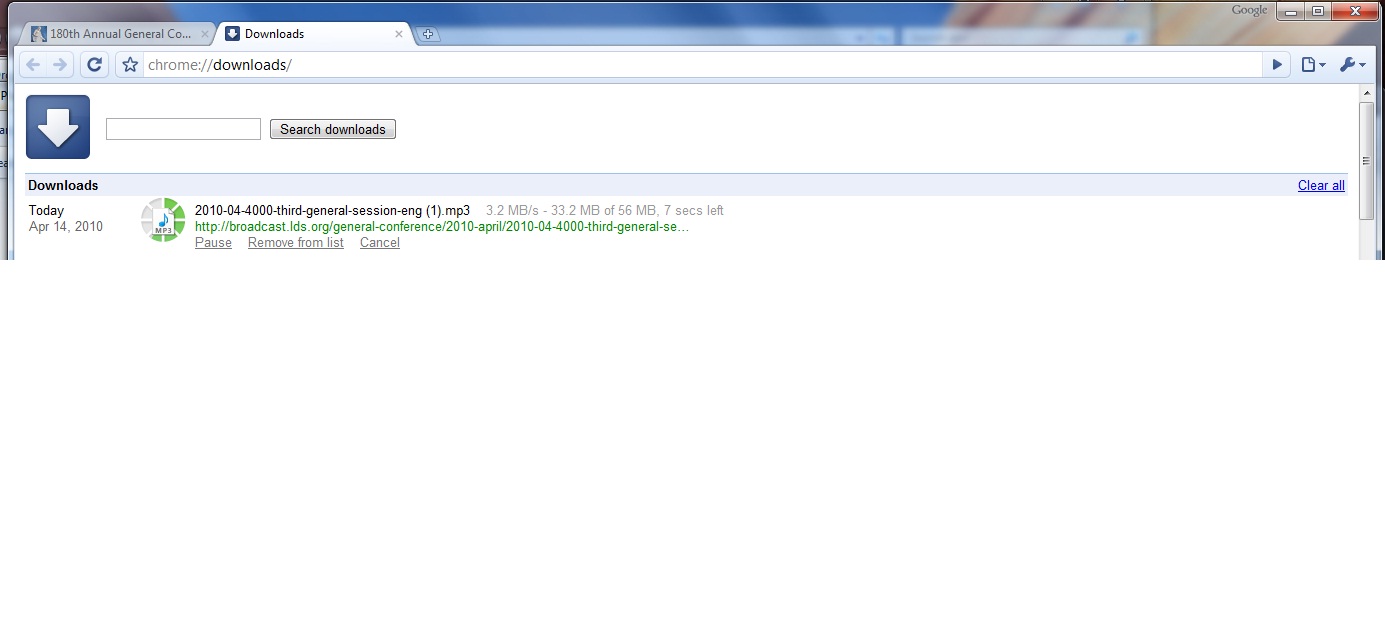 Google
180th Annual General Co...
Downloads
chrome://downloads/
Search downloads
Downloads
Clear all
Today
Apr 14, 2010
MP3
2010-04-4000-third-general-session-eng (1).mp3 3.2 MB/s - 33.2 MB of 56 MB, 7 secs left
http://broadcast.lds.org/general-conference/2010-april/2010-04-4000-third-general-se...
Pause Remove from list Cancel